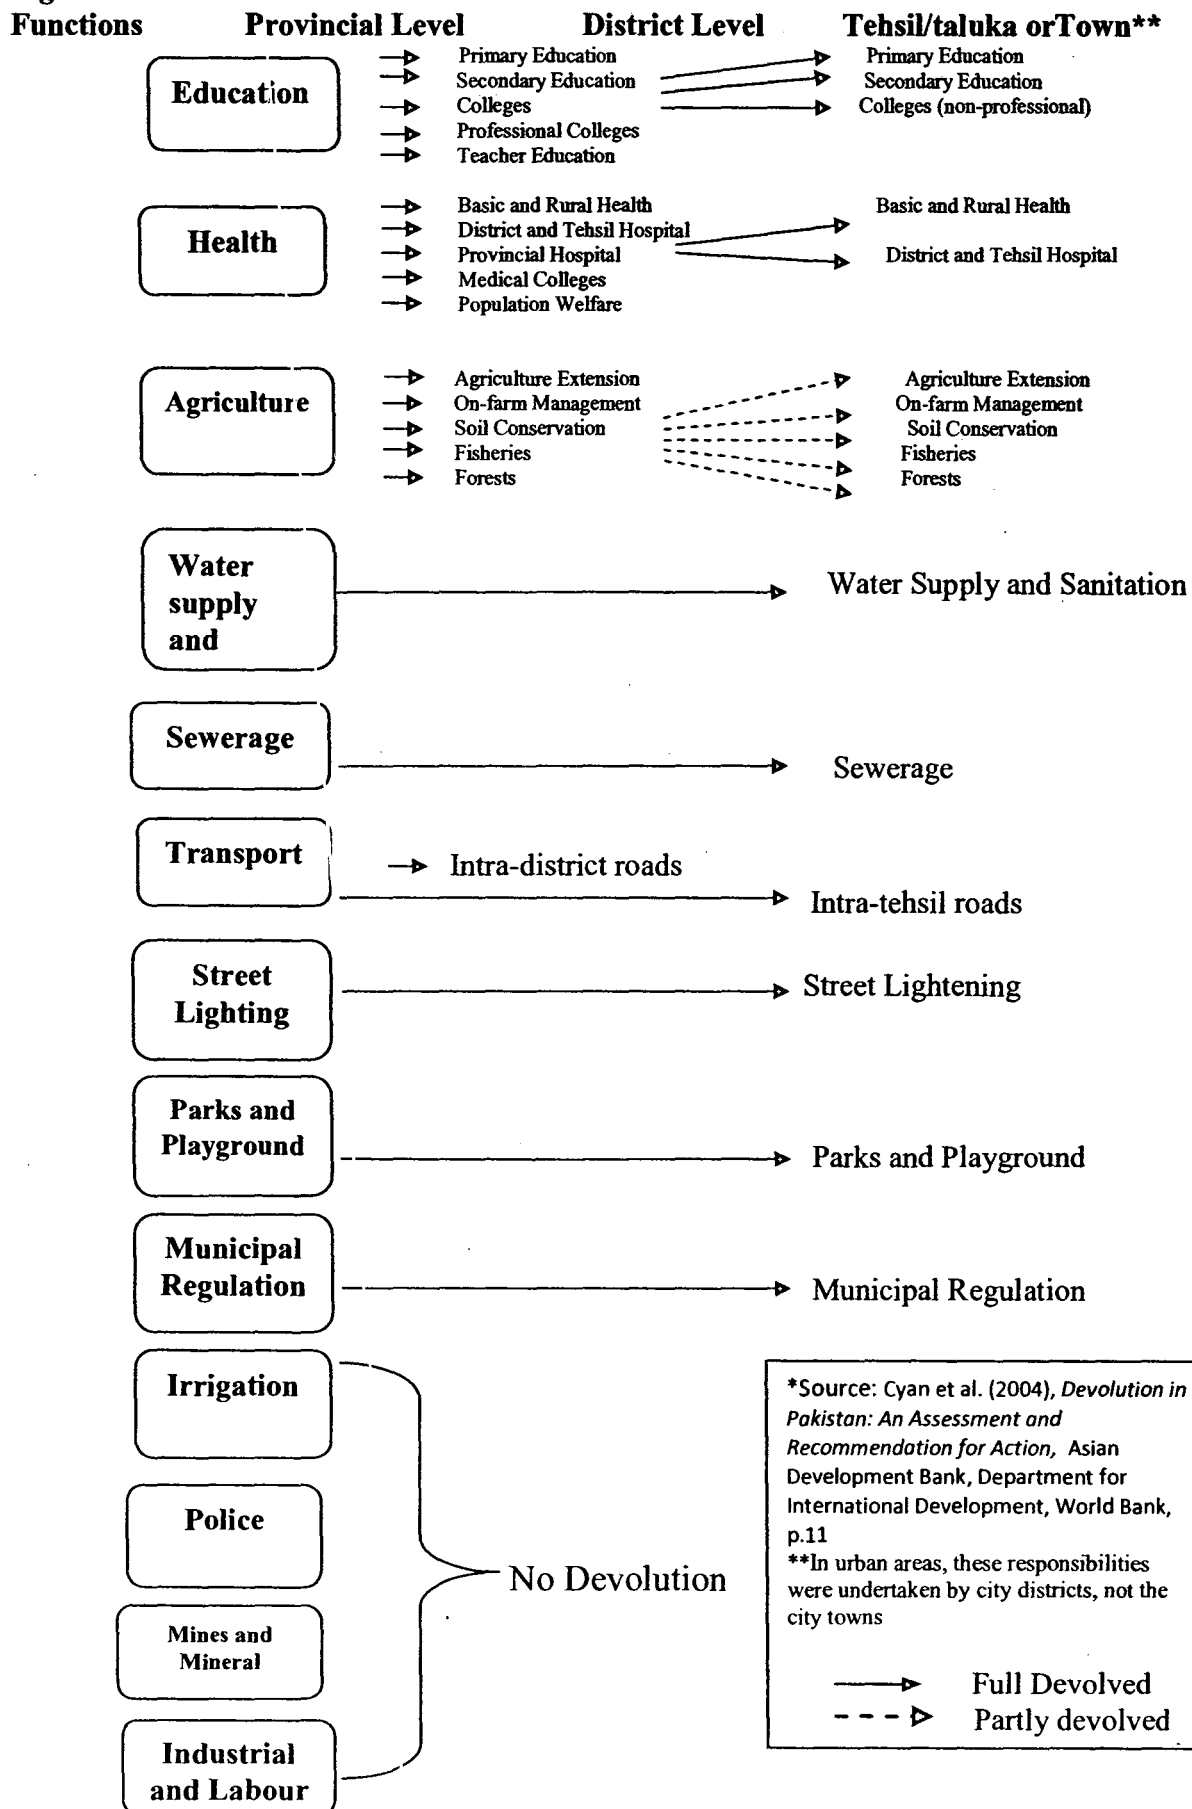 Functions Provincial Level District Level Tehsil/taluka orTown**
Education
Primary Education
Secondary Education
Colleges
Professional Colleges
Teacher Education
Primary Education
Secondary Education
Colleges (non-professional)
Health
Basic and Rural Health
District and Tehsil Hospital
Provincial Hospital
Medical Colleges
Population Welfare
Basic and Rural Health
District and Tehsil Hospital
Agriculture
Agriculture Extension
On-farm Management
Soil Conservation
Fisheries
Forests
Agriculture Extension
On-farm Management
Soil Conservation
Fisheries
Forests
Water
supply
and
Water Supply and Sanitation
Sewerage
Sewerage
Transport
Intra-district roads
Intra-tehsil roads
Street
Lighting
Street Lightening
Parks and
Playground
Parks and Playground
Municipal
Regulation
Municipal Regulation
Irrigation
Police
Mines and
Mineral
Industrial
and Labour
No Devolution
*Source: Cyan et al. (2004), Devolution in
Pakistan: An Assessment and
Recommendation for Action, Asian
Development Bank, Department for
International Development, World Bank,
p.11
**In urban areas, these responsibilities
were undertaken by city districts, not the
city towns
Full Devolved
Partly devolved